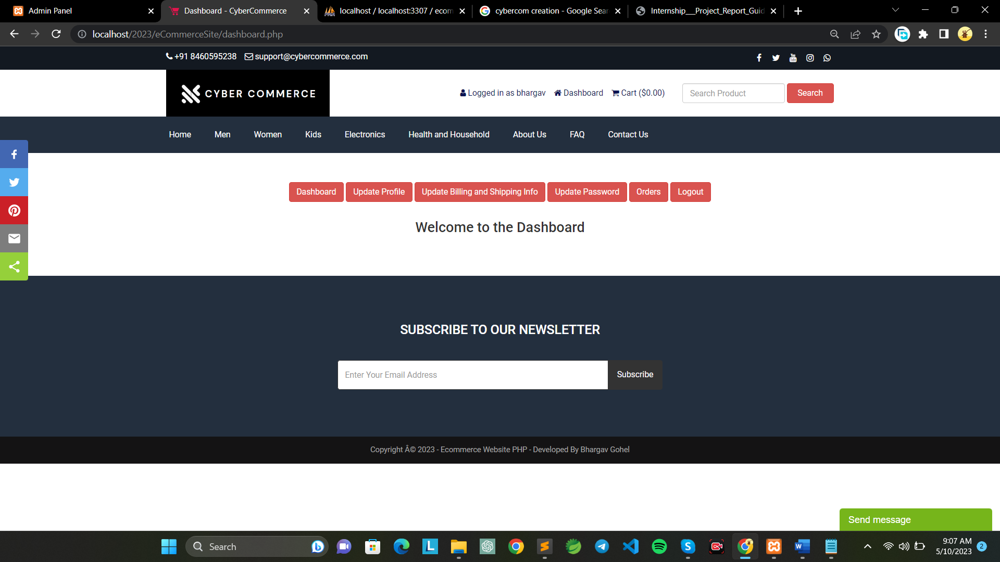 Admin Panel
Dashboard - CyberCommerce
localhost / localhost:3307 / ecom
cybercom creation - Google Sear
Internship___Project_Report_Guid
localhost/2023/eCommerceSite/dashboard.php
+91 8460595238 support@cybercommerce.com
CYBER COMMERCE
Logged in as bhargav Dashboard Cart ($0.00)
Search Product
Search
Home Men Women Kids Electronics Health and Household About Us FAQ Contact Us
Dashboard Update Profile Update Billing and Shipping Info Update Password Orders Logout
Welcome to the Dashboard
SUBSCRIBE TO OUR NEWSLETTER
Enter Your Email Address
Subscribe
Copyright Â© 2023 - Ecommerce Website PHP - Developed By Bhargav Gohel
Send message
Search
9:07 AM
5/10/2023
2